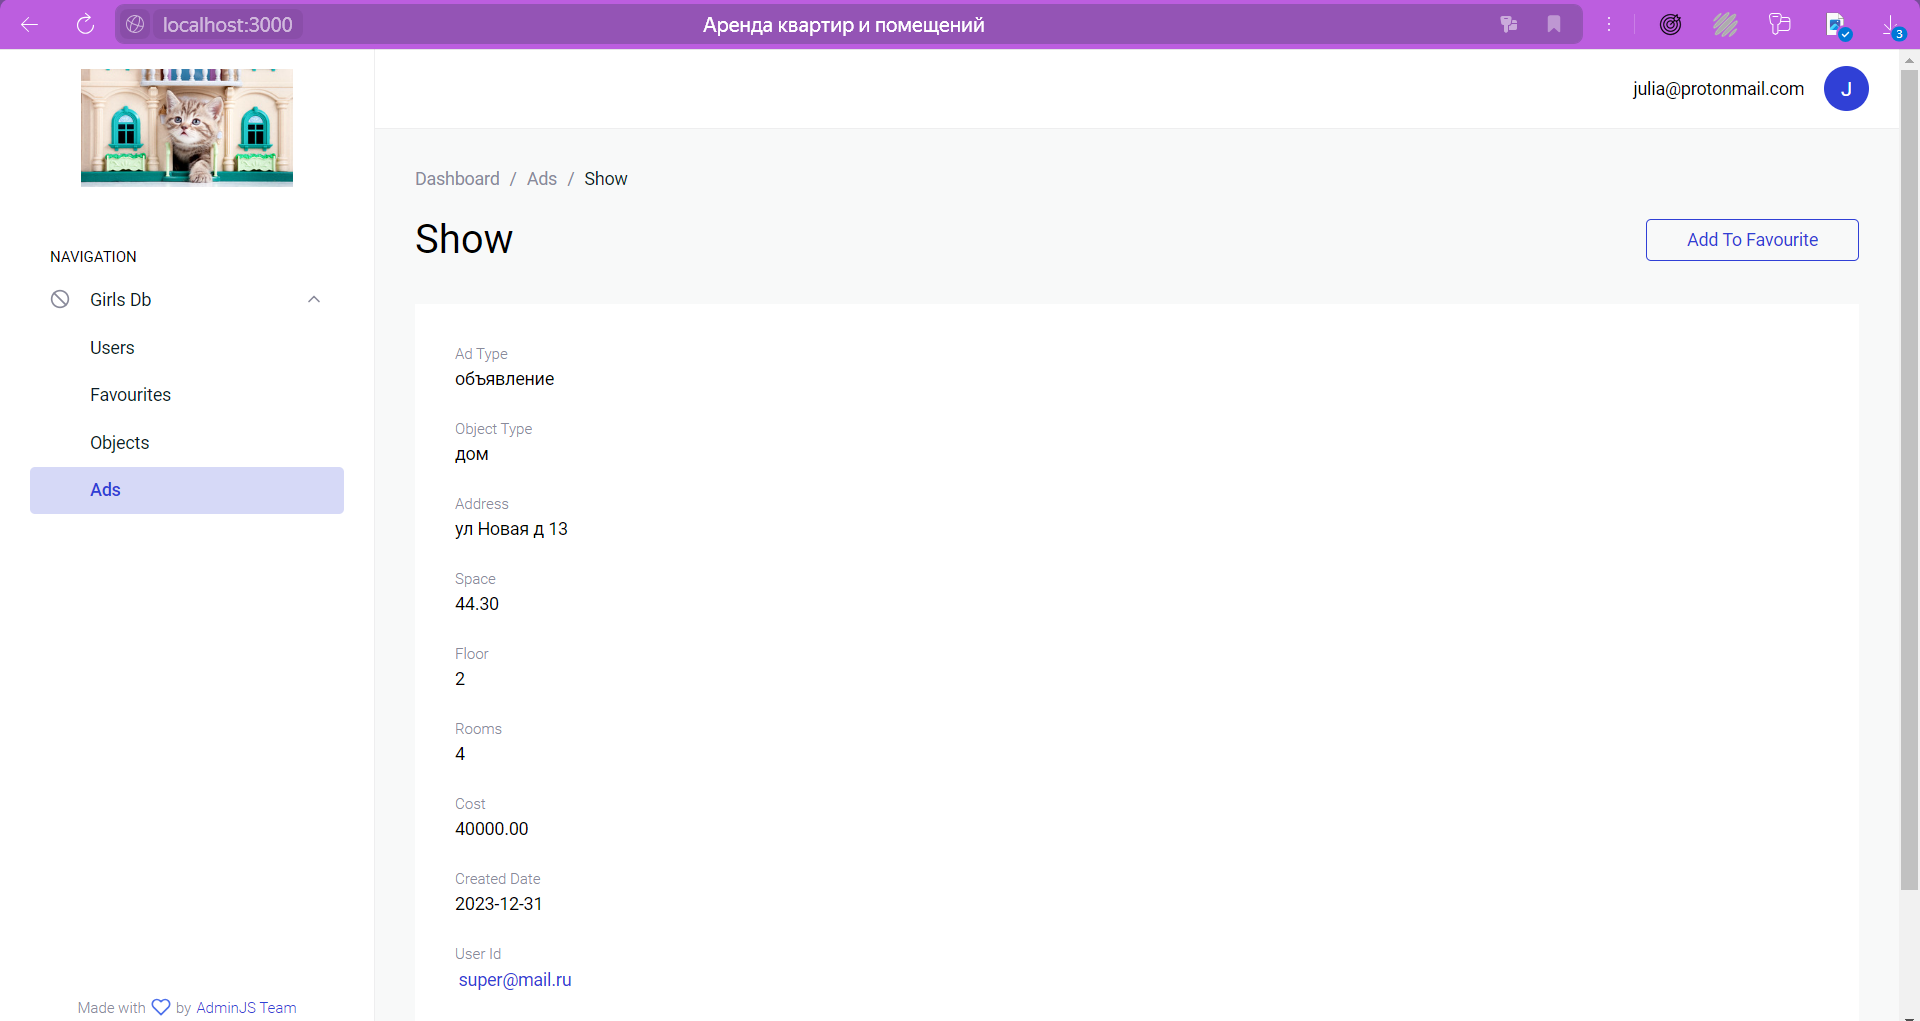 localhost:3000
Аренда квартир и помещений
3
julia@protonmail.com
J
NAVIGATION
Girls Db
Users
Favourites
Objects
Ads
Made with by AdminJS Team
Dashboard / Ads / Show
Show
Add To Favourite
Ad Type
объявление
Object Type
дом
Address
ул Новая д 13
Space
44.30
Floor
2
Rooms
4
Cost
40000.00
Created Date
2023-12-31
User Id
super@mail.ru